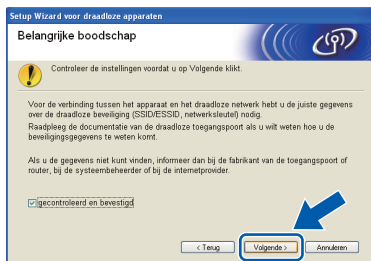 Setup Wizard voor draadloze apparaten
Belangrijke boodschap
Controleer de instellingen voordat u op Volgende klikt.
Voor de verbinding tussen het apparaat en het draadloze netwerk hebt u de juiste gegevens
over de draadloze beveiliging (SSID/ESSID, netwerksleutel) nodig.
Raadpleeg de documentatie van de draadloze toegangspoort als u wilt weten hoe u de
beveiligingsgegevens te weten komt.
Als u de gegevens niet kunt vinden, informeer dan bij de fabrikant van de toegangspoort of
router, bij de systeembeheerder of bij de internetprovider.
gecontroleerd en bevestigd
< Terug Volgende > Annuleren